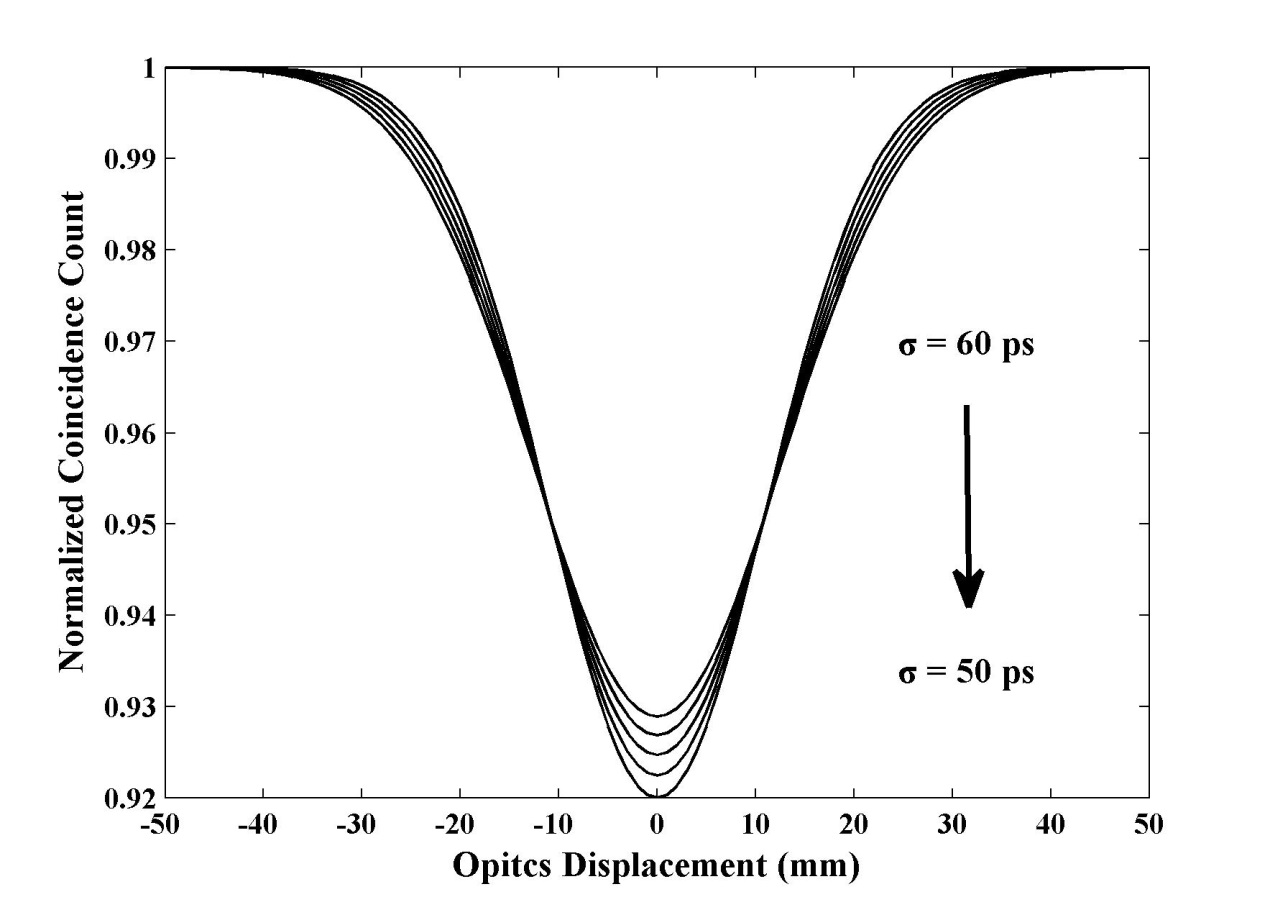 1
0.99
0.98
0.97
0.96
0.95
0.94
0.93
0.92
-50 -40 -30 -20 -10 0 10 20 30 40 50
Normalized Coincidence Count
Opitcs Displacement (mm)
σ = 60 ps
σ = 50 ps